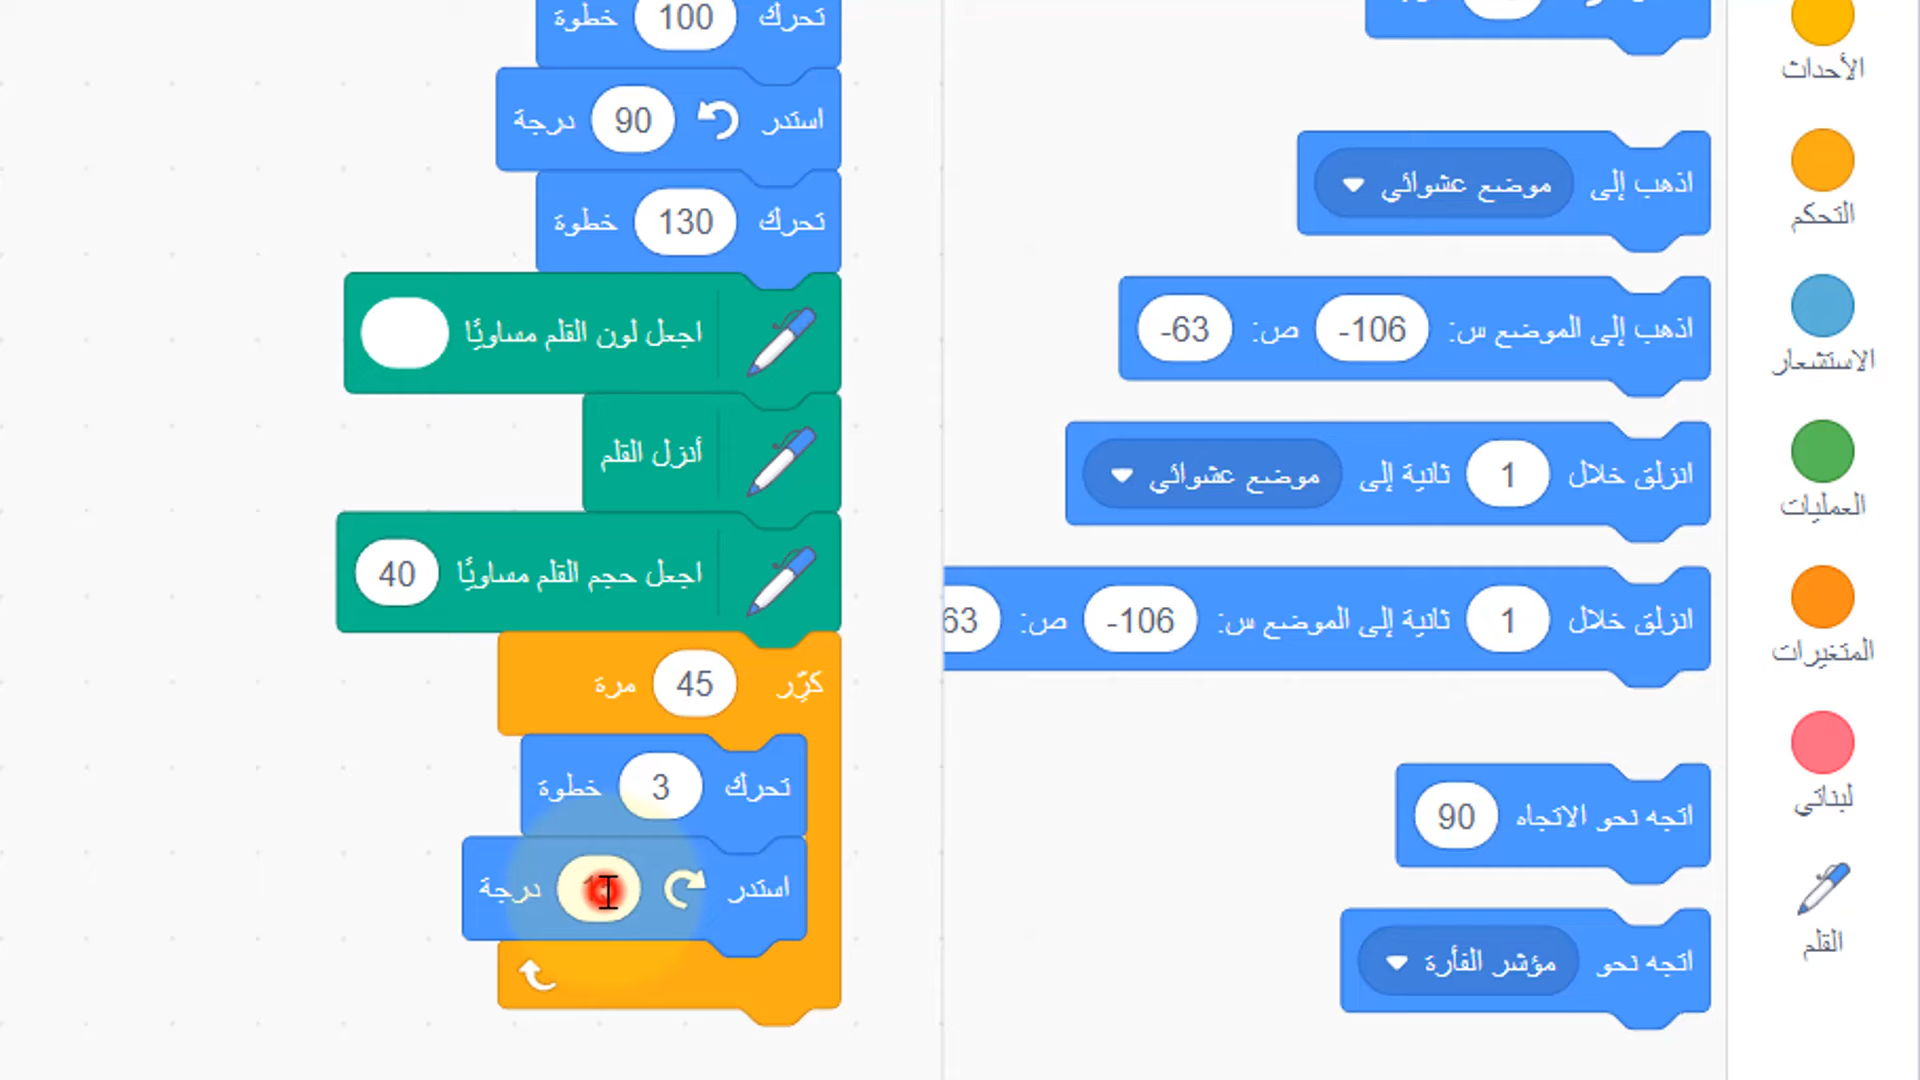 تحرك 100 خطوة
استدر 90 درجة
تحرك 130 خطوة
اجعل لون القلم مساويًا
أنزل القلم
اجعل حجم القلم مساويًا 40
كرِّر 45 مرة
تحرك 3 خطوة
استدر درجة
اذهب إلى موضع عشوائي
اذهب إلى الموضع س: -106 ص: -63
انزلق خلال 1 ثانية إلى موضع عشوائي
انزلق خلال 1 ثانية إلى الموضع س: -106 ص: 63
اتجه نحو الاتجاه 90
اتجه نحو مؤشر الفأرة
الأحداث
التحكم
الاستشعار
العمليات
المتغيرات
لبناتي
القلم